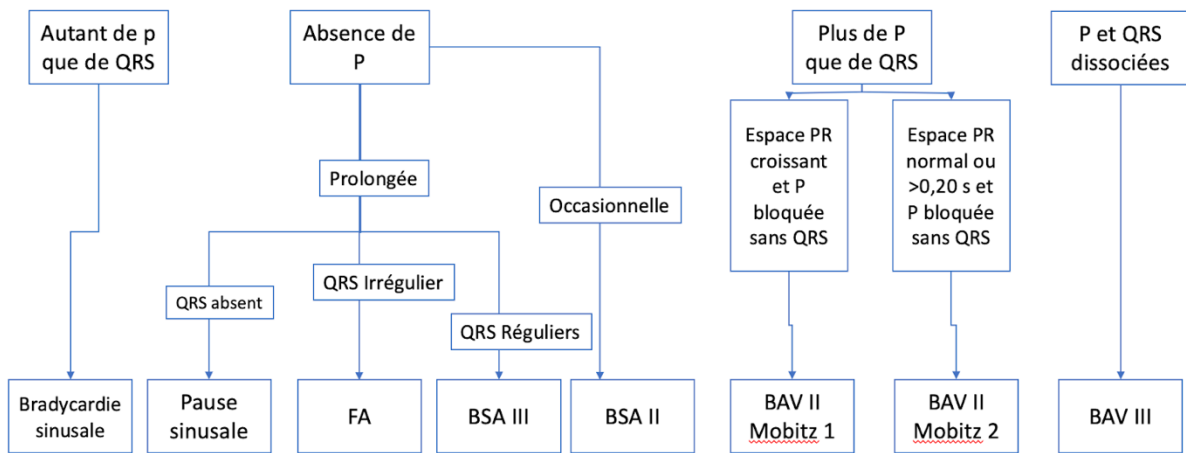 Autant de p
que de QRS
Absence de
P
Plus de P
que de QRS
P et QRS
dissociées
Espace PR
croissant
et P
bloquée
sans QRS
Espace PR
normal ou
>0,20 s et
P bloquée
sans QRS
Prolongée
Occasionnelle
QRS absent
QRS Irrégulier
QRS Réguliers
Bradycardie
sinusale
Pause
sinusale
FA
BSA III
BSA II
BAV II
Mobitz 1
BAV II
Mobitz 2
BAV III